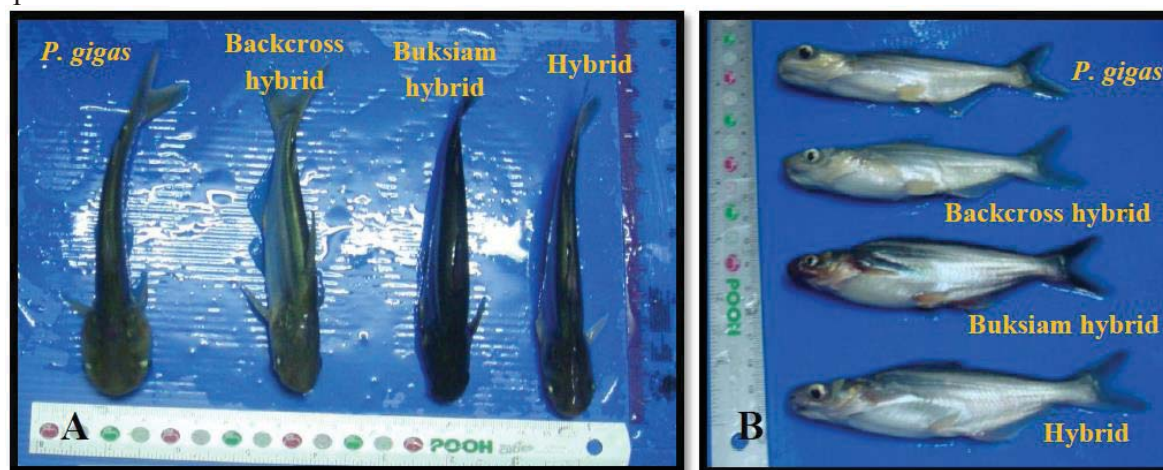 P. gigas
Backcross
hybrid
Buksiam
hybrid
Hybrid
A
POOH
P. gigas
Backcross hybrid
Buksiam hybrid
Hybrid
POOH
B